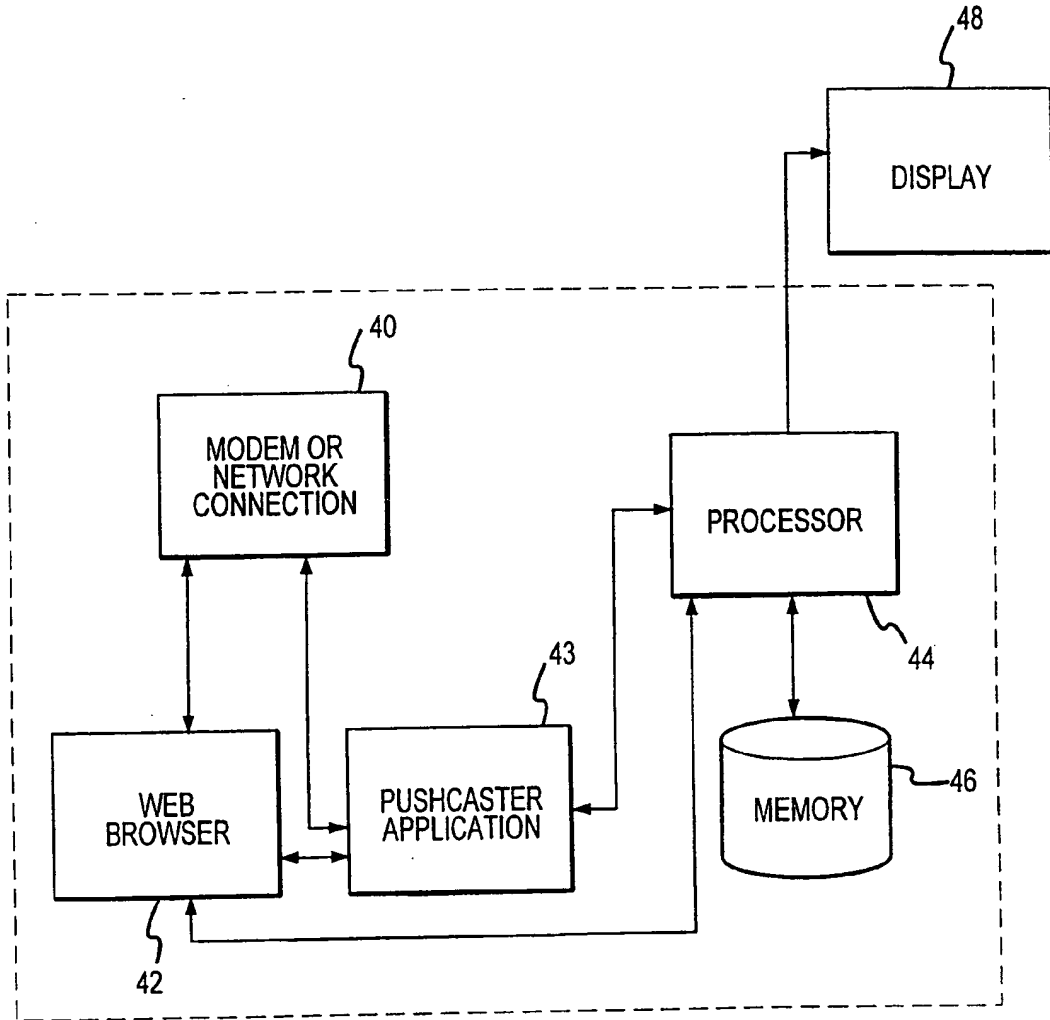 48
DISPLAY
40
MODEM OR
NETWORK
CONNECTION
PROCESSOR
44
43
WEB
BROWSER
PUSHCASTER
APPLICATION
MEMORY
46
42